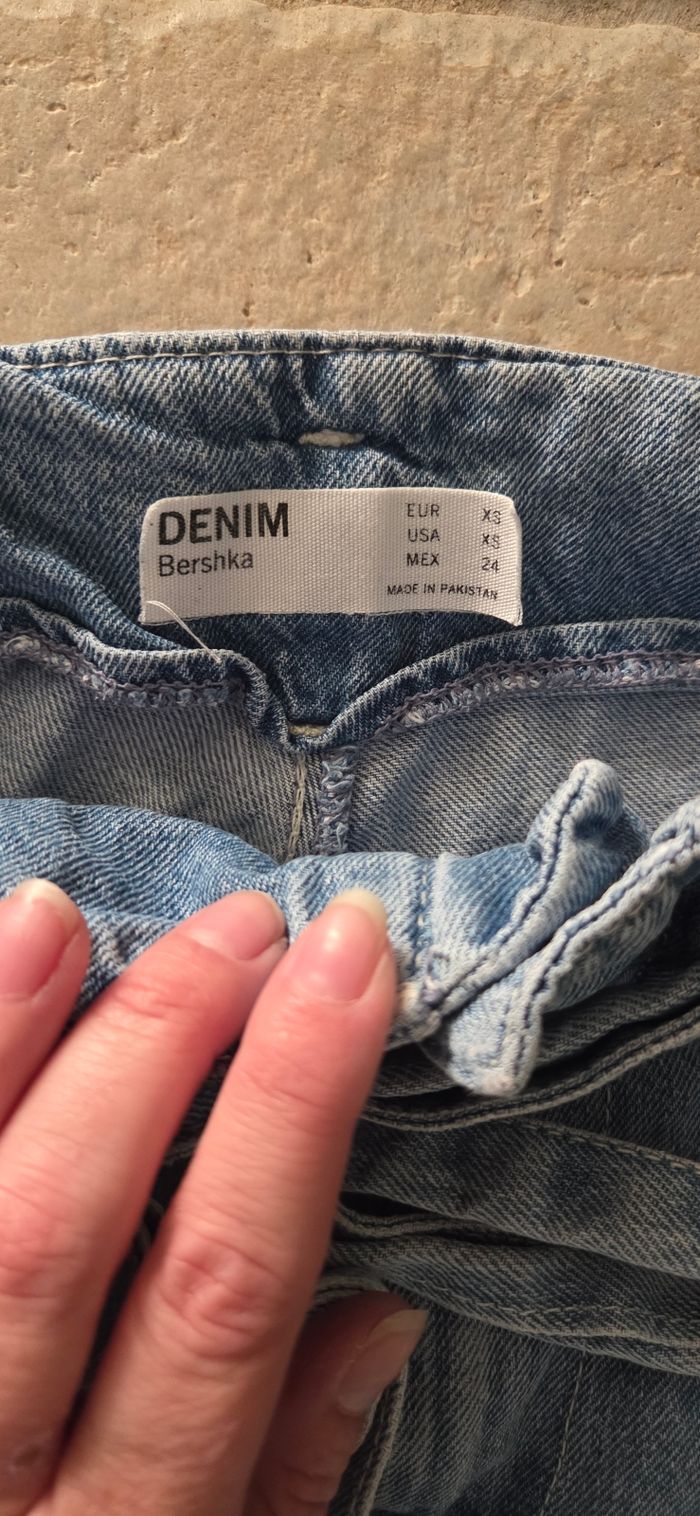 DENIM
Bershka
EUR XS
USA XS
MEX 24
MADE IN PAKISTAN